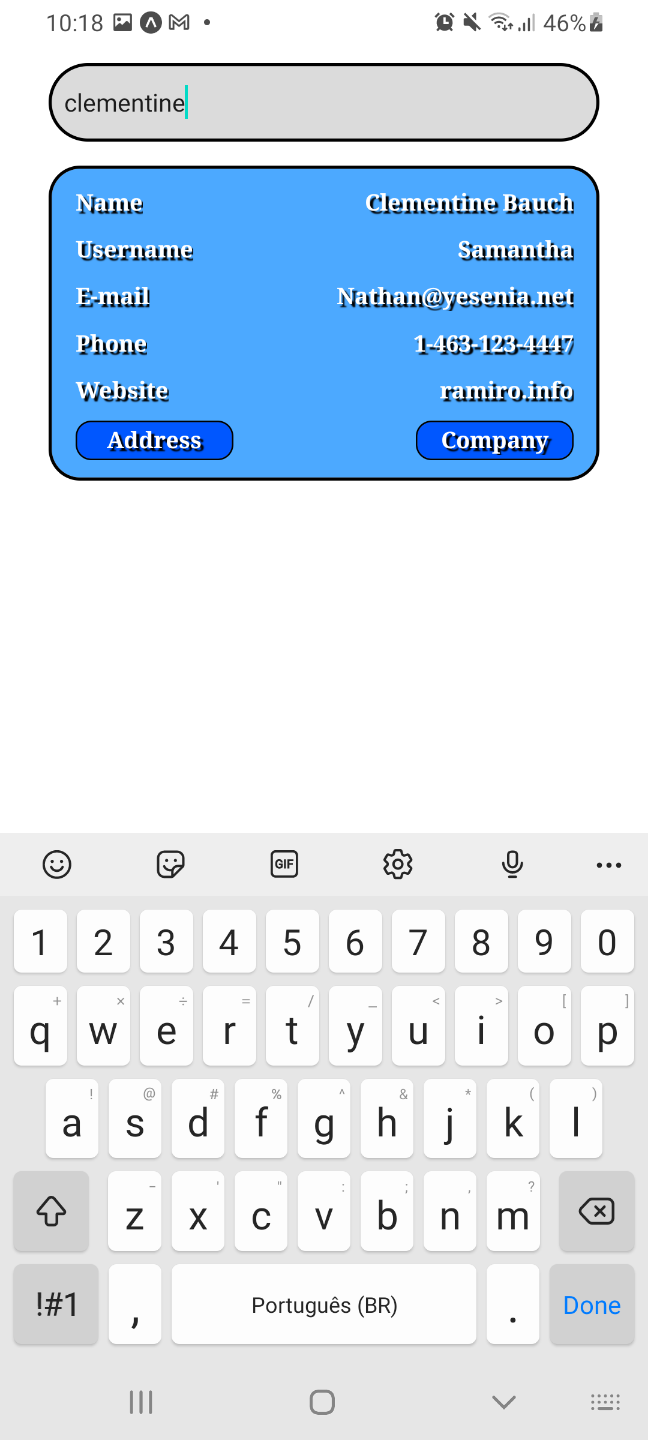 10:18 46%
clementine
Name Clementine Bauch
Username Samantha
E-mail Nathan@yesenia.net
Phone 1-463-123-4447
Website ramiro.info
Address Company
GIF
1 2 3 4 5 6 7 8 9 0
+ × ÷ = / _ < > [ ]
q w e r t y u i o p
! @ # % ^ & * ( )
a s d f g h j k l
- ' " : ; , ?
z x c v b n m
!#1 , Português (BR) . Done